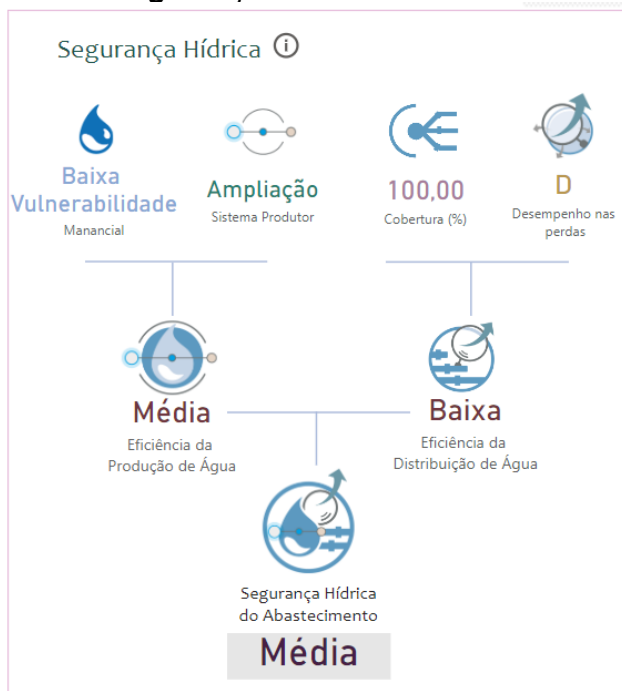 Segurança Hídrica
Baixa
Vulnerabilidade
Manancial
Ampliação
Sistema Produtor
100,00
Cobertura (%)
D
Desempenho nas
perdas
Média
Eficiência da
Produção de Água
Baixa
Eficiência da
Distribuição de Água
Segurança Hídrica
do Abastecimento
Média